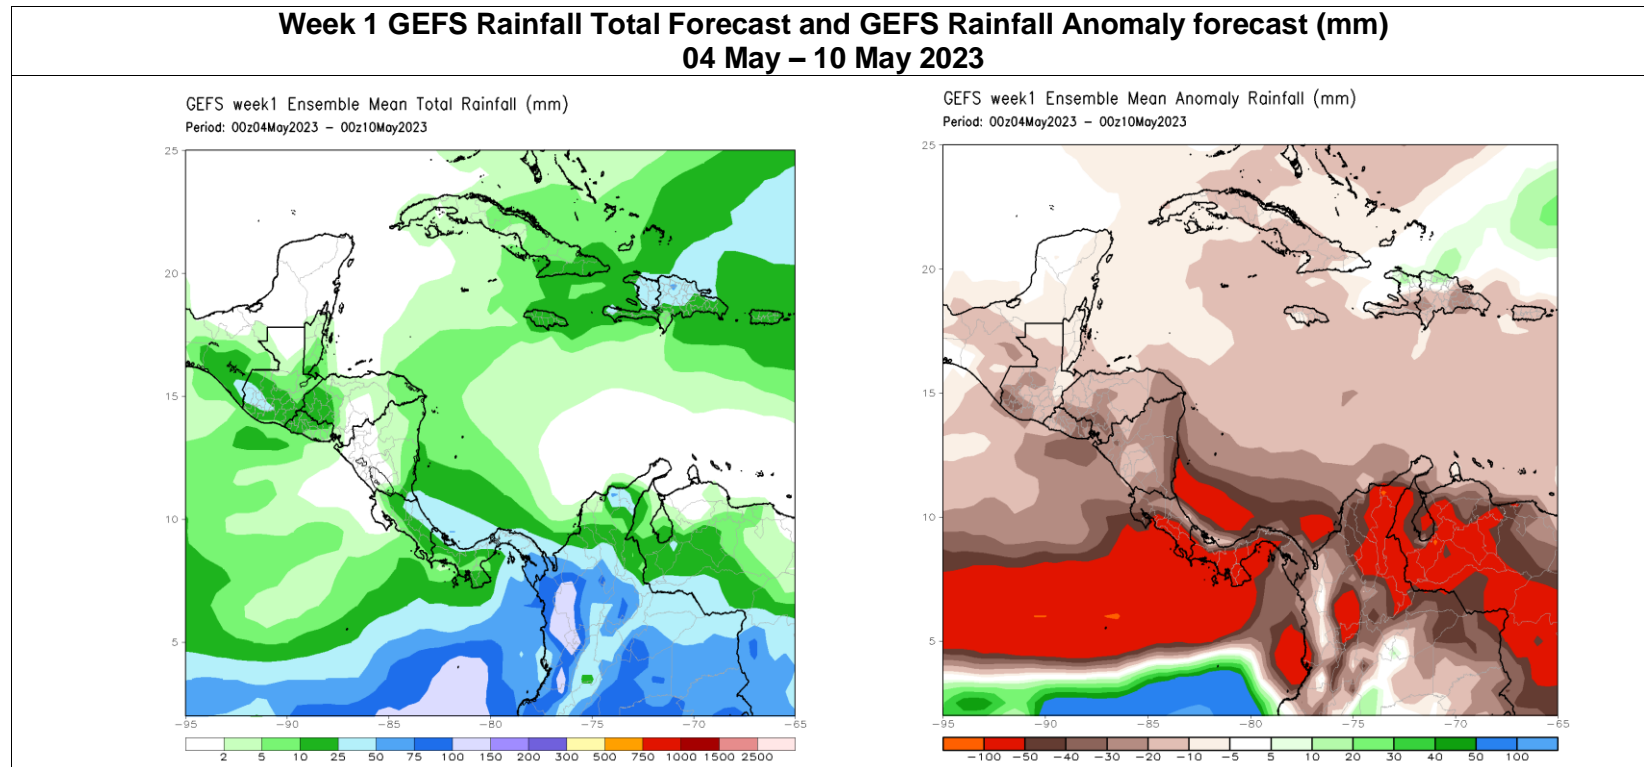 Week 1 GEFS Rainfall Total Forecast and GEFS Rainfall Anomaly forecast (mm)
04 May – 10 May 2023
GEFS week1 Ensemble Mean Total Rainfall (mm)
Period: 00z04May2023 – 00z10May2023
25
20
15
10
5
−95 −90 −85 −80 −75 −70 −65
2 5 10 25 50 75 100 150 200 300 500 750 1000 1500 2500
GEFS week1 Ensemble Mean Anomaly Rainfall (mm)
Period: 00z04May2023 – 00z10May2023
25
20
15
10
5
−95 −90 −85 −80 −75 −70 −65
−100 −50 −40 −30 −20 −10 −5 5 10 20 30 40 50 100